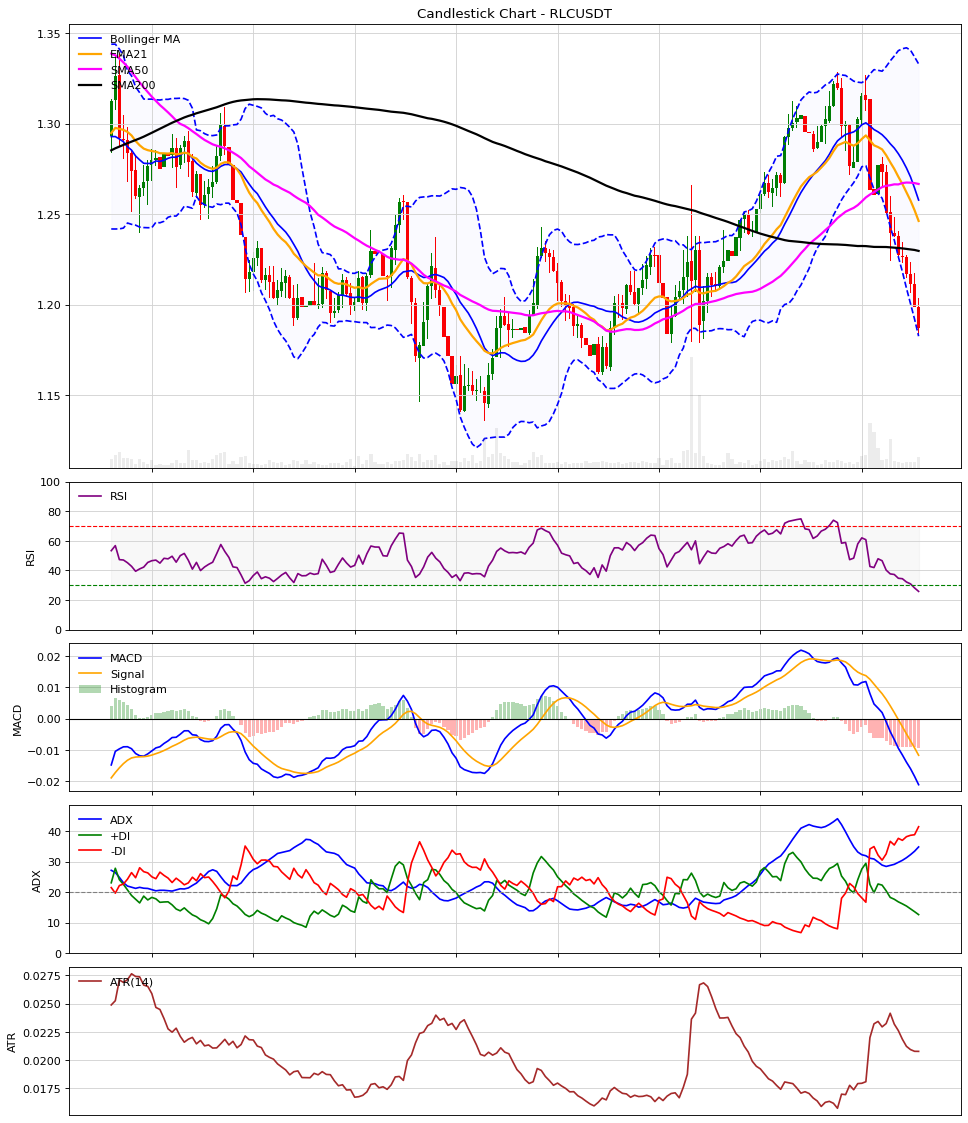 Candlestick Chart - RLCUSDT
1.35
1.30
1.25
1.20
1.15
Bollinger MA
EMA21
SMA50
SMA200
100
80
60
40
20
0
RSI
RSI
0.02
0.01
0.00
−0.01
−0.02
MACD
MACD
Signal
Histogram
40
30
20
10
0
ADX
ADX
+DI
-DI
0.0275
0.0250
0.0225
0.0200
0.0175
ATR
ATR(14)